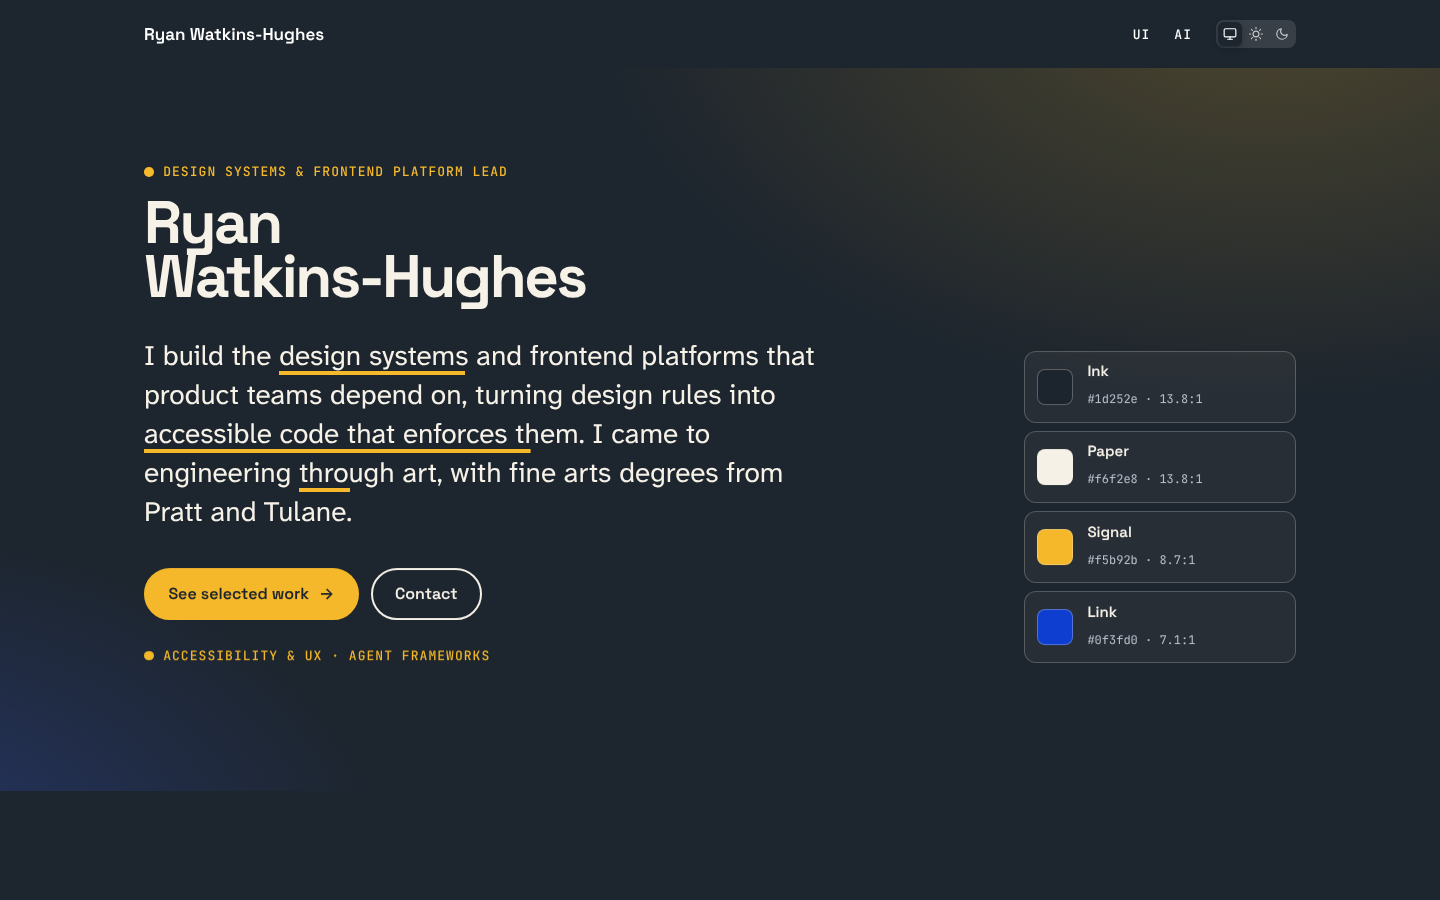 Ryan Watkins-Hughes
UI AI
DESIGN SYSTEMS & FRONTEND PLATFORM LEAD
Ryan
Watkins-Hughes
I build the design systems and frontend platforms that
product teams depend on, turning design rules into
accessible code that enforces them. I came to
engineering through art, with fine arts degrees from
Pratt and Tulane.
See selected work →
Contact
ACCESSIBILITY & UX · AGENT FRAMEWORKS
Ink
#1d252e · 13.8:1
Paper
#f6f2e8 · 13.8:1
Signal
#f5b92b · 8.7:1
Link
#0f3fd0 · 7.1:1